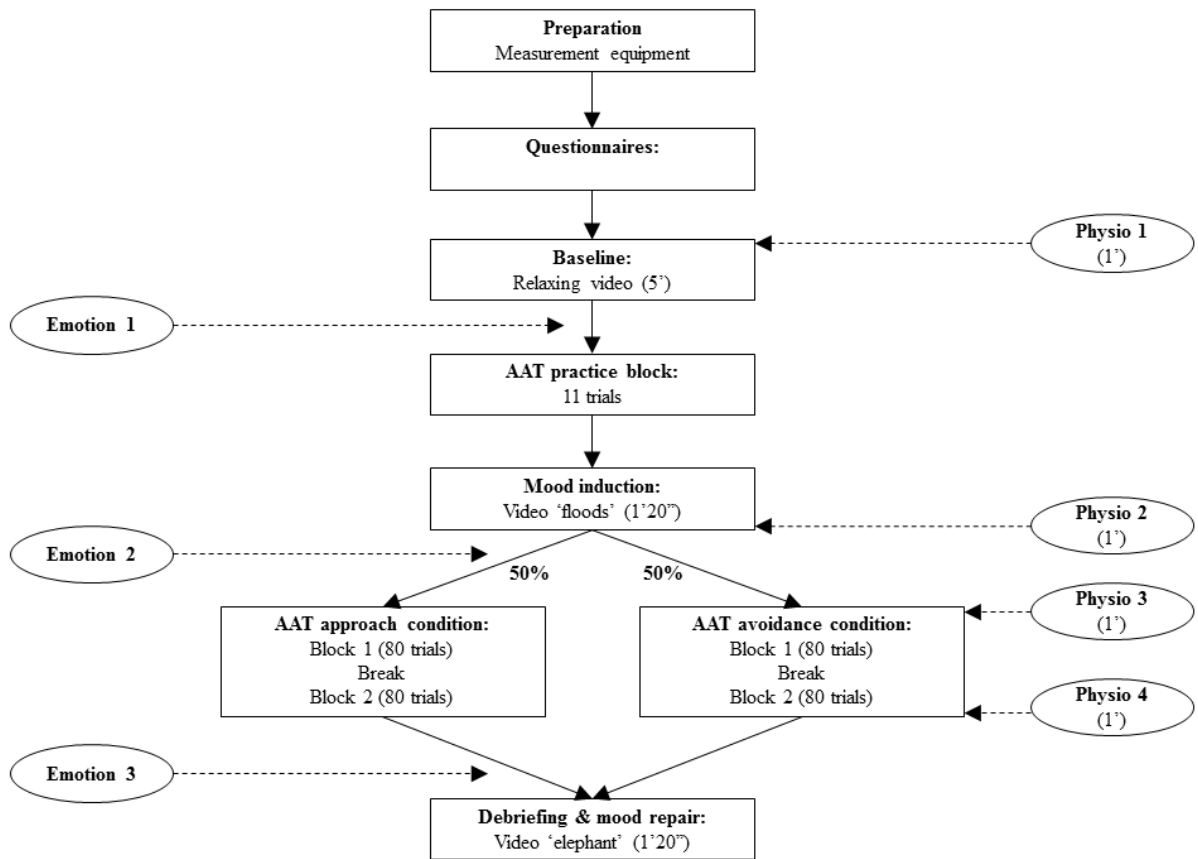 Preparation
Measurement equipment
Questionnaires:
Baseline:
Relaxing video (5’)
Physio 1
(1’)
Emotion 1
AAT practice block:
11 trials
Mood induction:
Video ‘floods’ (1’20”)
Physio 2
(1’)
Emotion 2
50%
50%
AAT approach condition:
Block 1 (80 trials)
Break
Block 2 (80 trials)
AAT avoidance condition:
Block 1 (80 trials)
Break
Block 2 (80 trials)
Physio 3
(1’)
Physio 4
(1’)
Emotion 3
Debriefing & mood repair:
Video ‘elephant’ (1’20”)